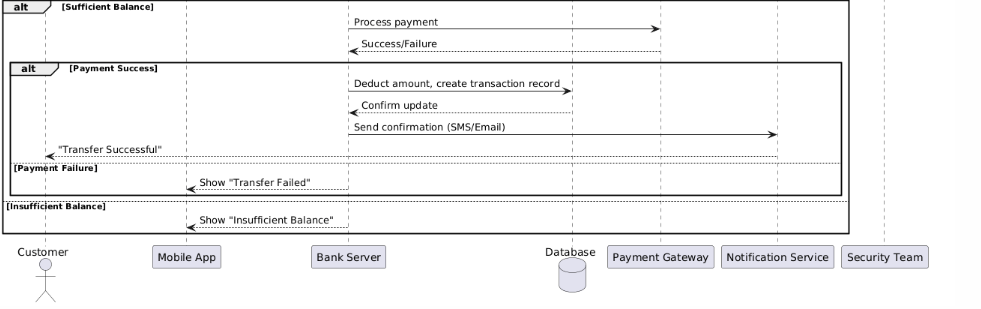 alt [Sufficient Balance]
Process payment
Success/Failure
alt [Payment Success]
Deduct amount, create transaction record
Confirm update
Send confirmation (SMS/Email)
"Transfer Successful"
[Payment Failure]
Show "Transfer Failed"
[Insufficient Balance]
Show "Insufficient Balance"
Customer Mobile App Bank Server Database Payment Gateway Notification Service Security Team